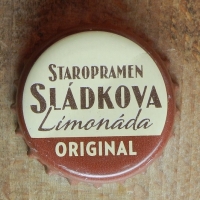 STAROPRAMEN
SLÁDKOVA
Limonáda
ORIGINAL